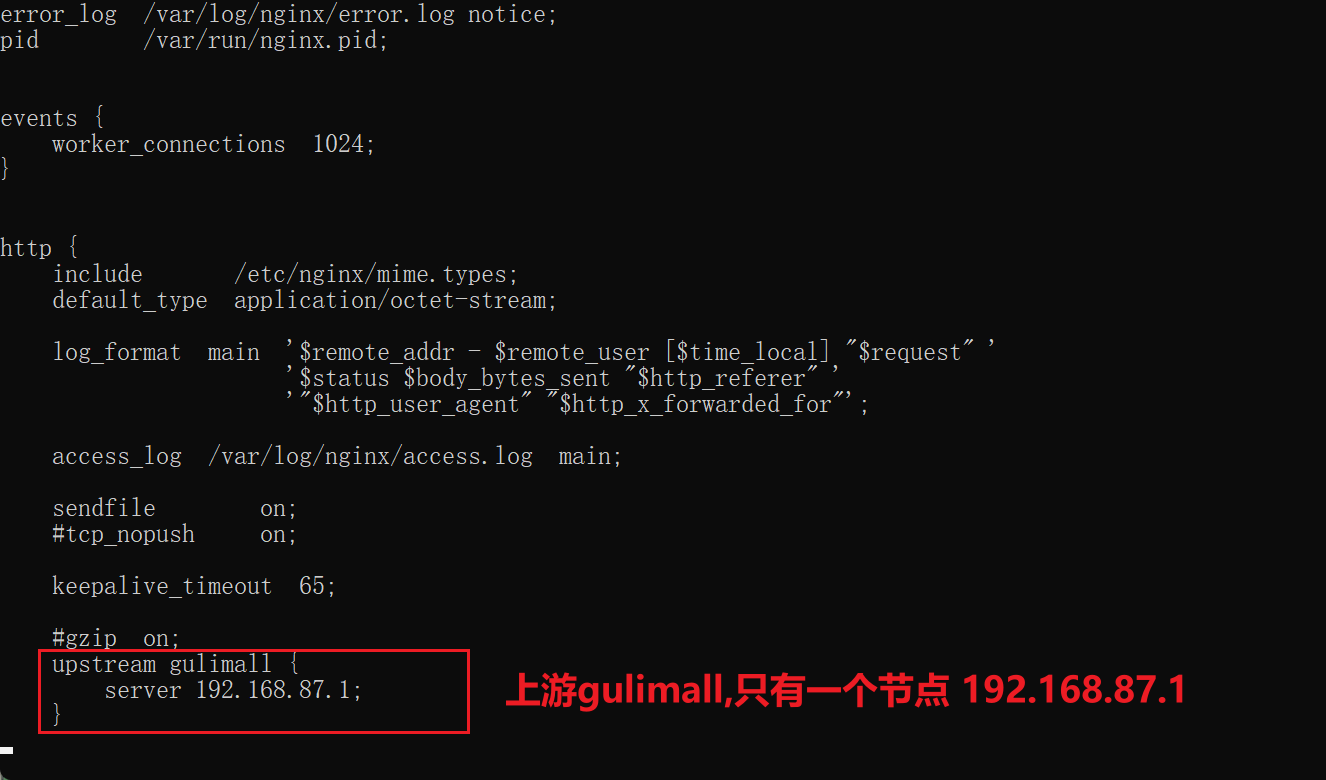 error_log  /var/log/nginx/error.log notice;
pid        /var/run/nginx.pid;
events {
    worker_connections  1024;
}
http {
    include       /etc/nginx/mime.types;
    default_type  application/octet-stream;
    log_format  main  '$remote_addr - $remote_user [$time_local] "$request" '
                      '$status $body_bytes_sent "$http_referer" '
                      '"$http_user_agent" "$http_x_forwarded_for"';
    access_log  /var/log/nginx/access.log  main;
    sendfile        on;
    #tcp_nopush     on;
    keepalive_timeout  65;
    #gzip  on;
    upstream gulimall {
        server 192.168.87.1;
    }
上游gulimall,只有一个节点 192.168.87.1